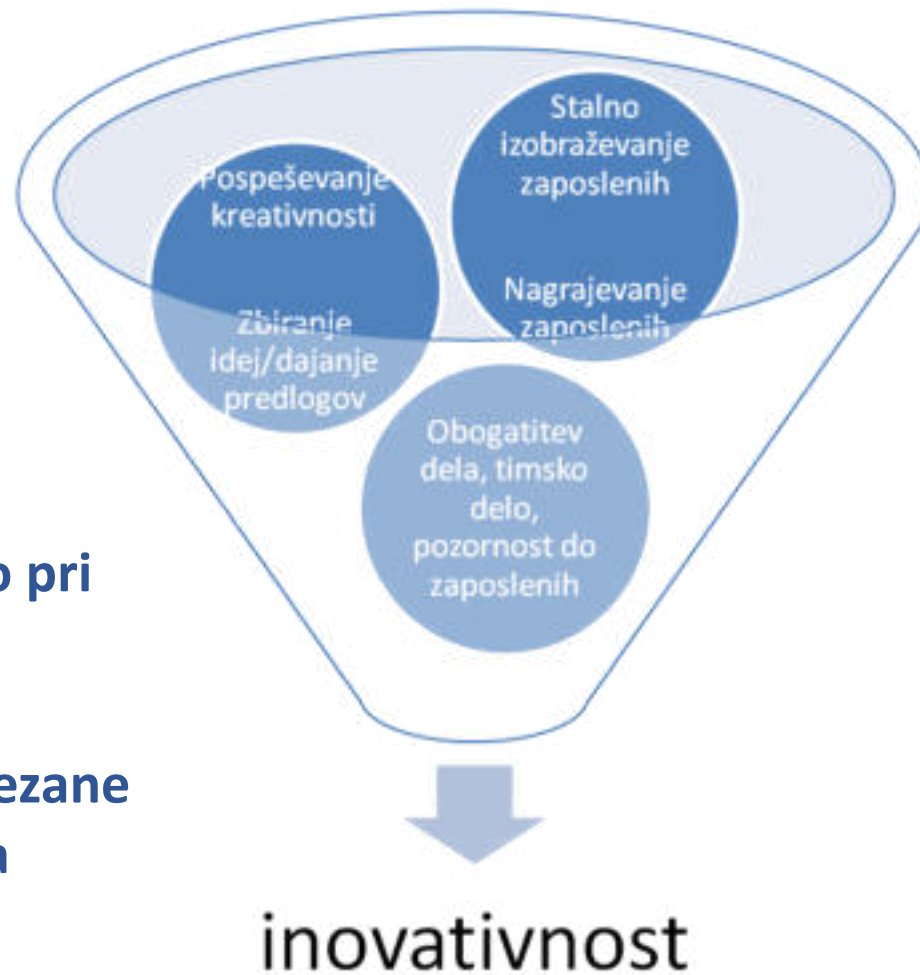 Pospeševanje
kreativnosti
Zbiranje
idej/dajanje
predlogov
Stalno
izobraževanje
zaposlenih
Nagrajevanje
zaposlenih
Obogatitev
dela, timsko
delo,
pozornost do
zaposlenih
pri
inovativnost